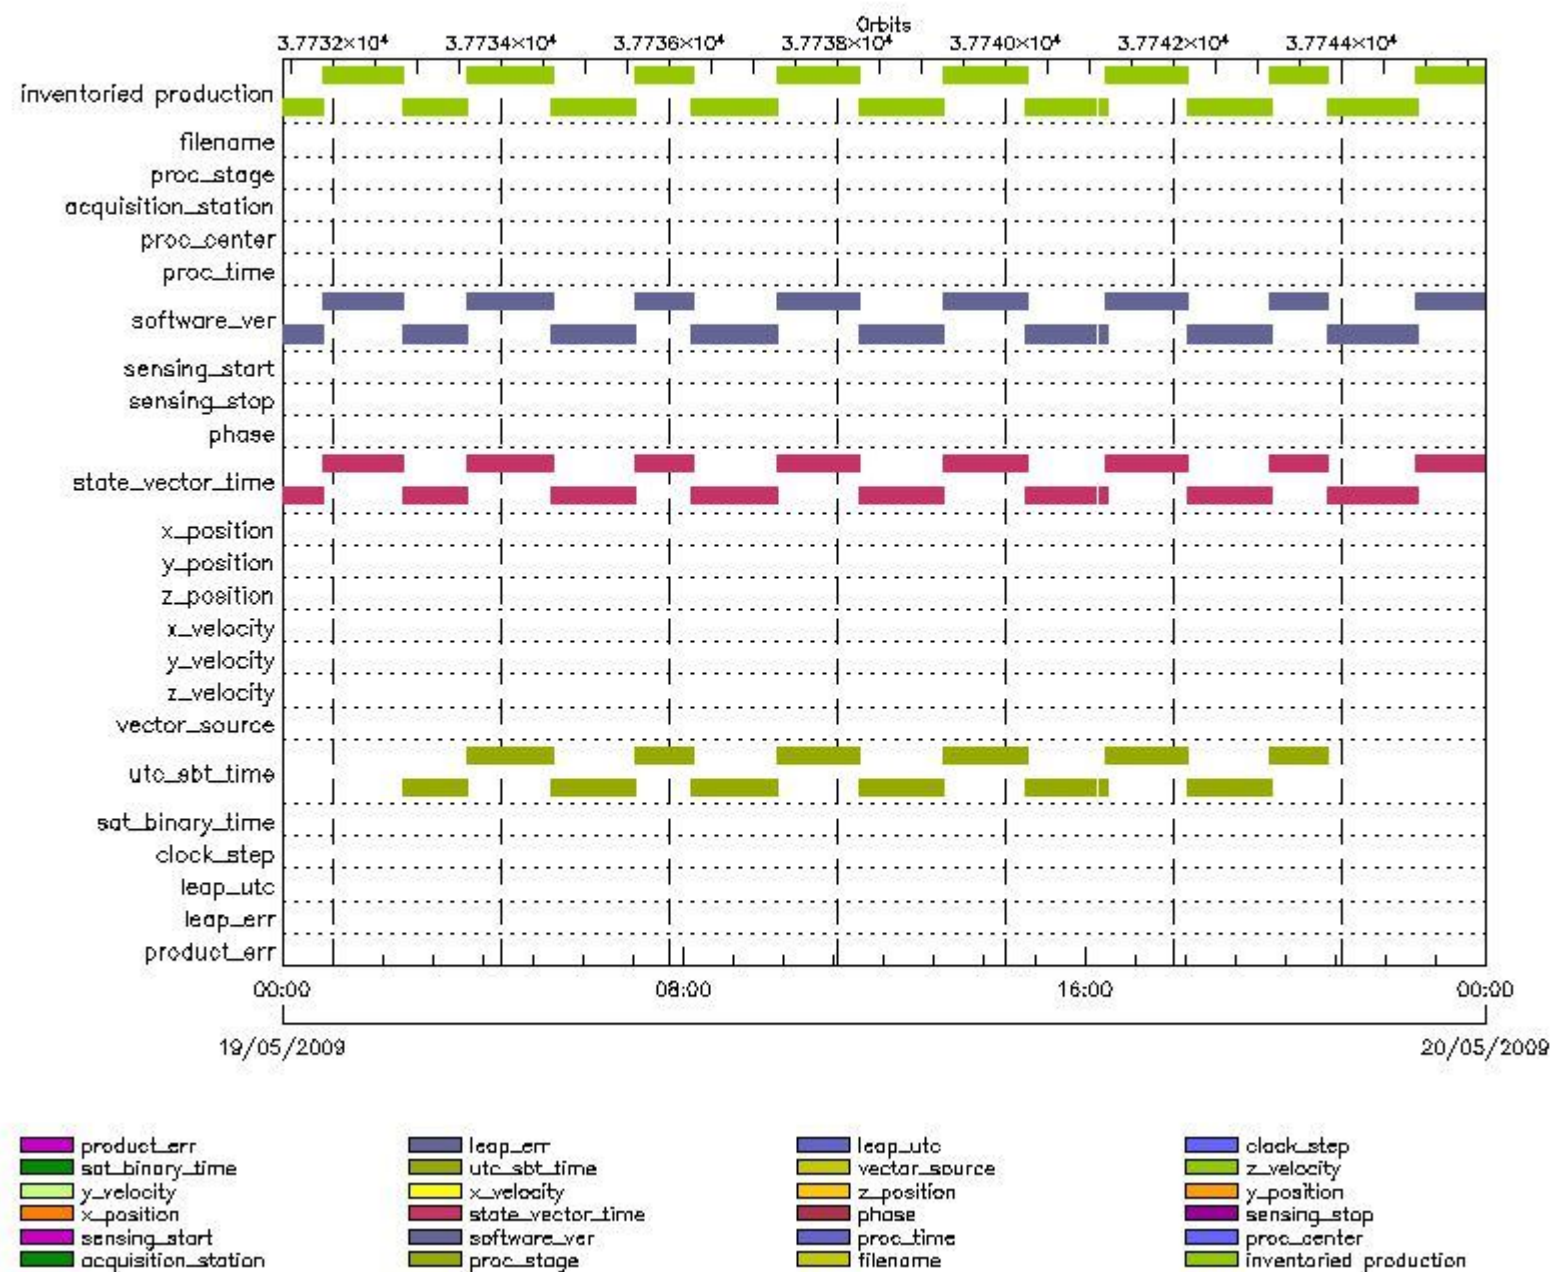 Orbits
3.7732×10⁴ 3.7734×10⁴ 3.7736×10⁴ 3.7738×10⁴ 3.7740×10⁴ 3.7742×10⁴ 3.7744×10⁴
inventoried production
filename
proc_stage
acquisition_station
proc_center
proc_time
software_ver
sensing_start
sensing_stop
phase
state_vector_time
x_position
y_position
z_position
x_velocity
y_velocity
z_velocity
vector_source
utc_sbt_time
sat_binary_time
clock_step
leap_utc
leap_err
product_err
00:00 08:00 16:00 00:00
19/05/2009 20/05/2009
product_err leap_err leap_utc clock_step
sat_binary_time utc_sbt_time vector_source z_velocity
y_velocity x_velocity z_position y_position
x_position state_vector_time phase sensing_stop
sensing_start software_ver proc_time proc_center
acquisition_station proc_stage filename inventoried production